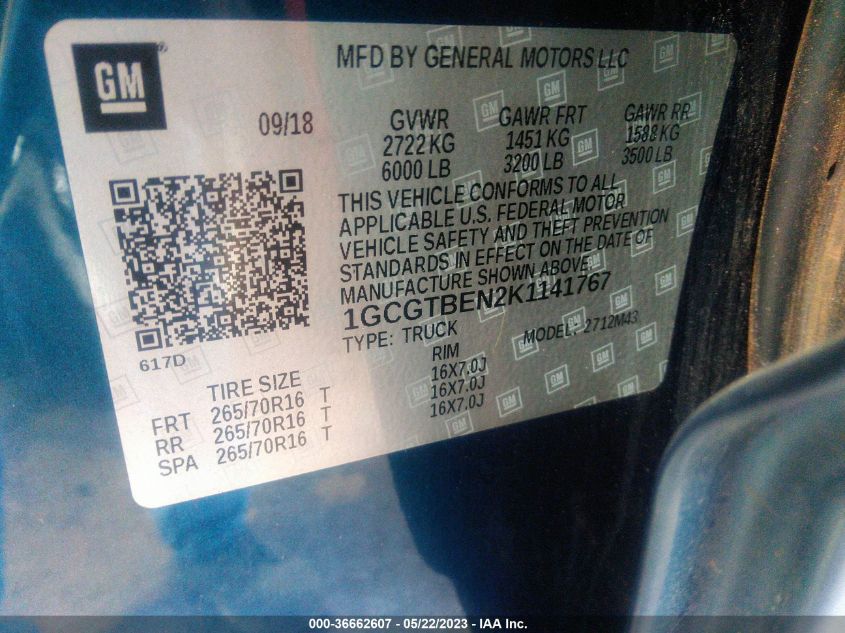 GM
MFD BY GENERAL MOTORS LLC
09/18
GVWR GAWR FRT GAWR RR
2722 KG 1451 KG 1588 KG
6000 LB 3200 LB 3500 LB
THIS VEHICLE CONFORMS TO ALL
APPLICABLE U.S. FEDERAL MOTOR
VEHICLE SAFETY AND THEFT PREVENTION
STANDARDS IN EFFECT ON THE DATE OF
MANUFACTURE SHOWN ABOVE.
1GCGTBEN2K1141767
TYPE: TRUCK MODEL: 2712M43
617D
TIRE SIZE RIM
FRT 265/70R16 T 16X7.0J
RR 265/70R16 T 16X7.0J
SPA 265/70R16 T 16X7.0J
000-36662607 - 05/22/2023 - IAA Inc.